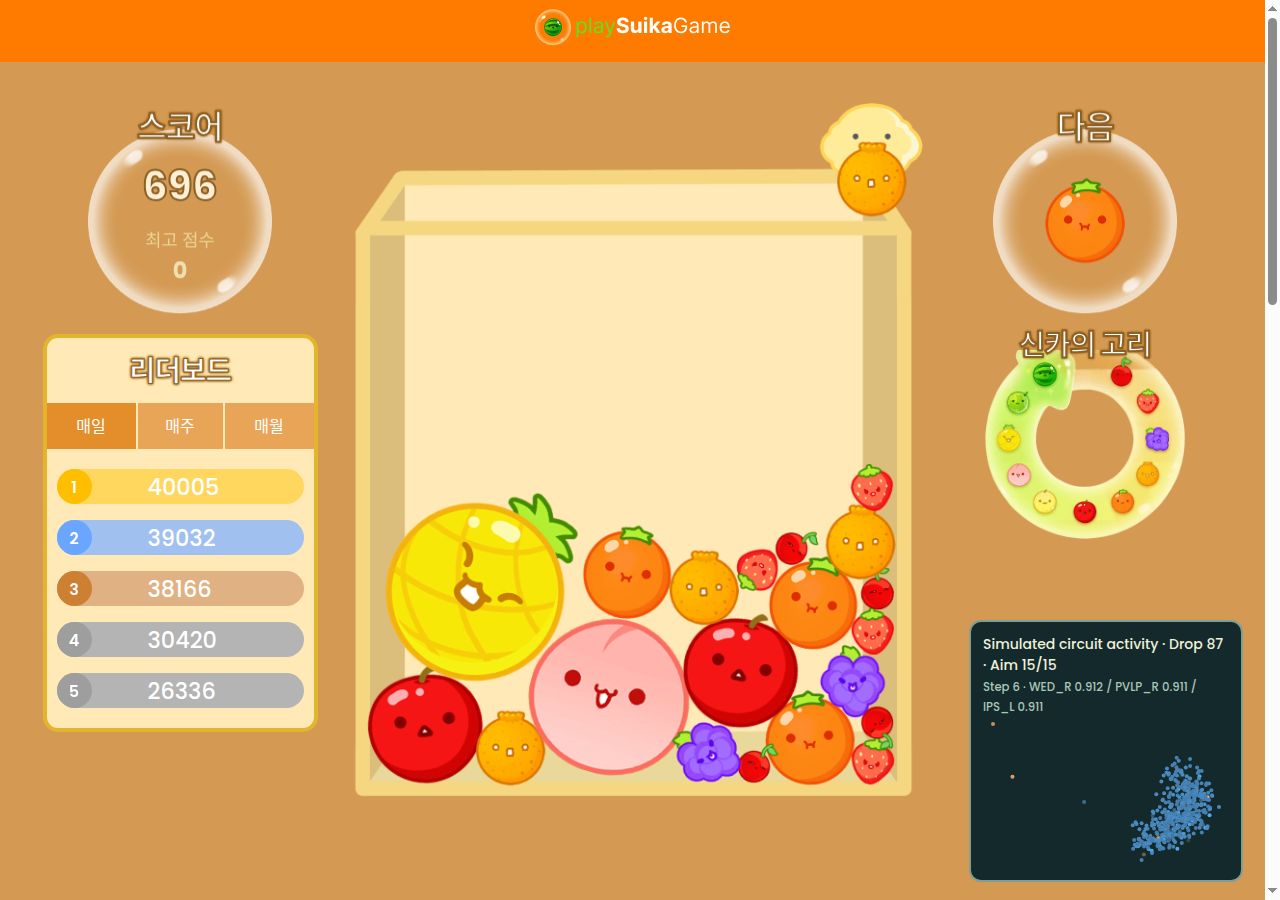 playSuikaGame
스코어
696
최고 점수
0
리더보드
매일 매주 매월
1 40005
2 39032
3 38166
4 30420
5 26336
다음
신카의 고리
Simulated circuit activity · Drop 87
· Aim 15/15
Step 6 · WED_R 0.912 / PVLP_R 0.911 /
IPS_L 0.911